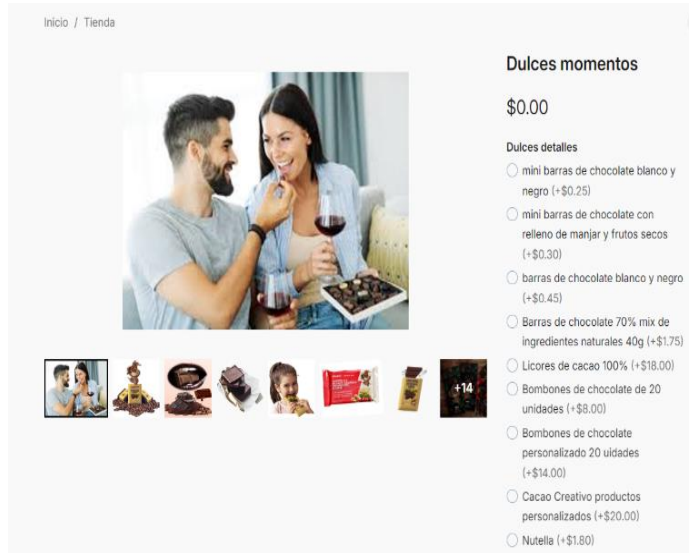 Inicio / Tienda
Dulces momentos
$0.00
Dulces detalles
mini barras de chocolate blanco y
negro (+$0.25)
mini barras de chocolate con
relleno de manjar y frutos secos
(+$0.30)
barras de chocolate blanco y negro
(+$0.45)
Barras de chocolate 70% mix de
ingredientes naturales 40g (+$1.75)
Licores de cacao 100% (+$18.00)
Bombones de chocolate de 20
unidades (+$8.00)
Bombones de chocolate
personalizado 20 uidades
(+$14.00)
Cacao Creativo productos
personalizados (+$20.00)
Nutella (+$1.80)
+14